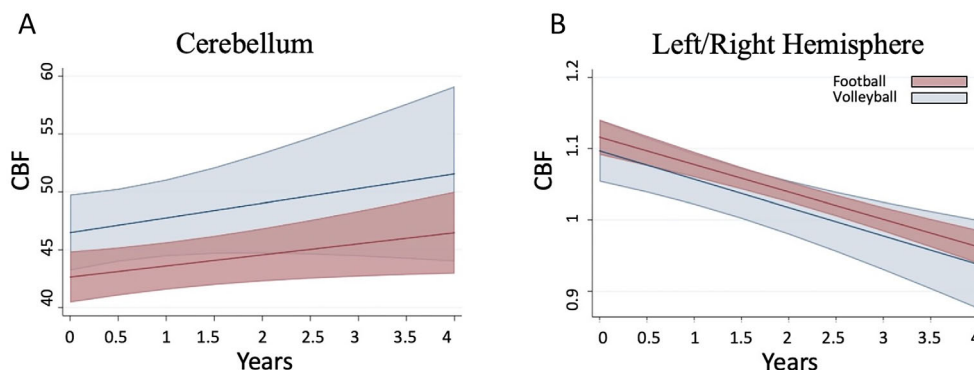 A
Cerebellum
CBF
60
55
50
45
40
0 0.5 1 1.5 2 2.5 3 3.5 4
Years
B
Left/Right Hemisphere
Football
Volleyball
CBF
1.2
1.1
1
0.9
0 0.5 1 1.5 2 2.5 3 3.5 4
Years